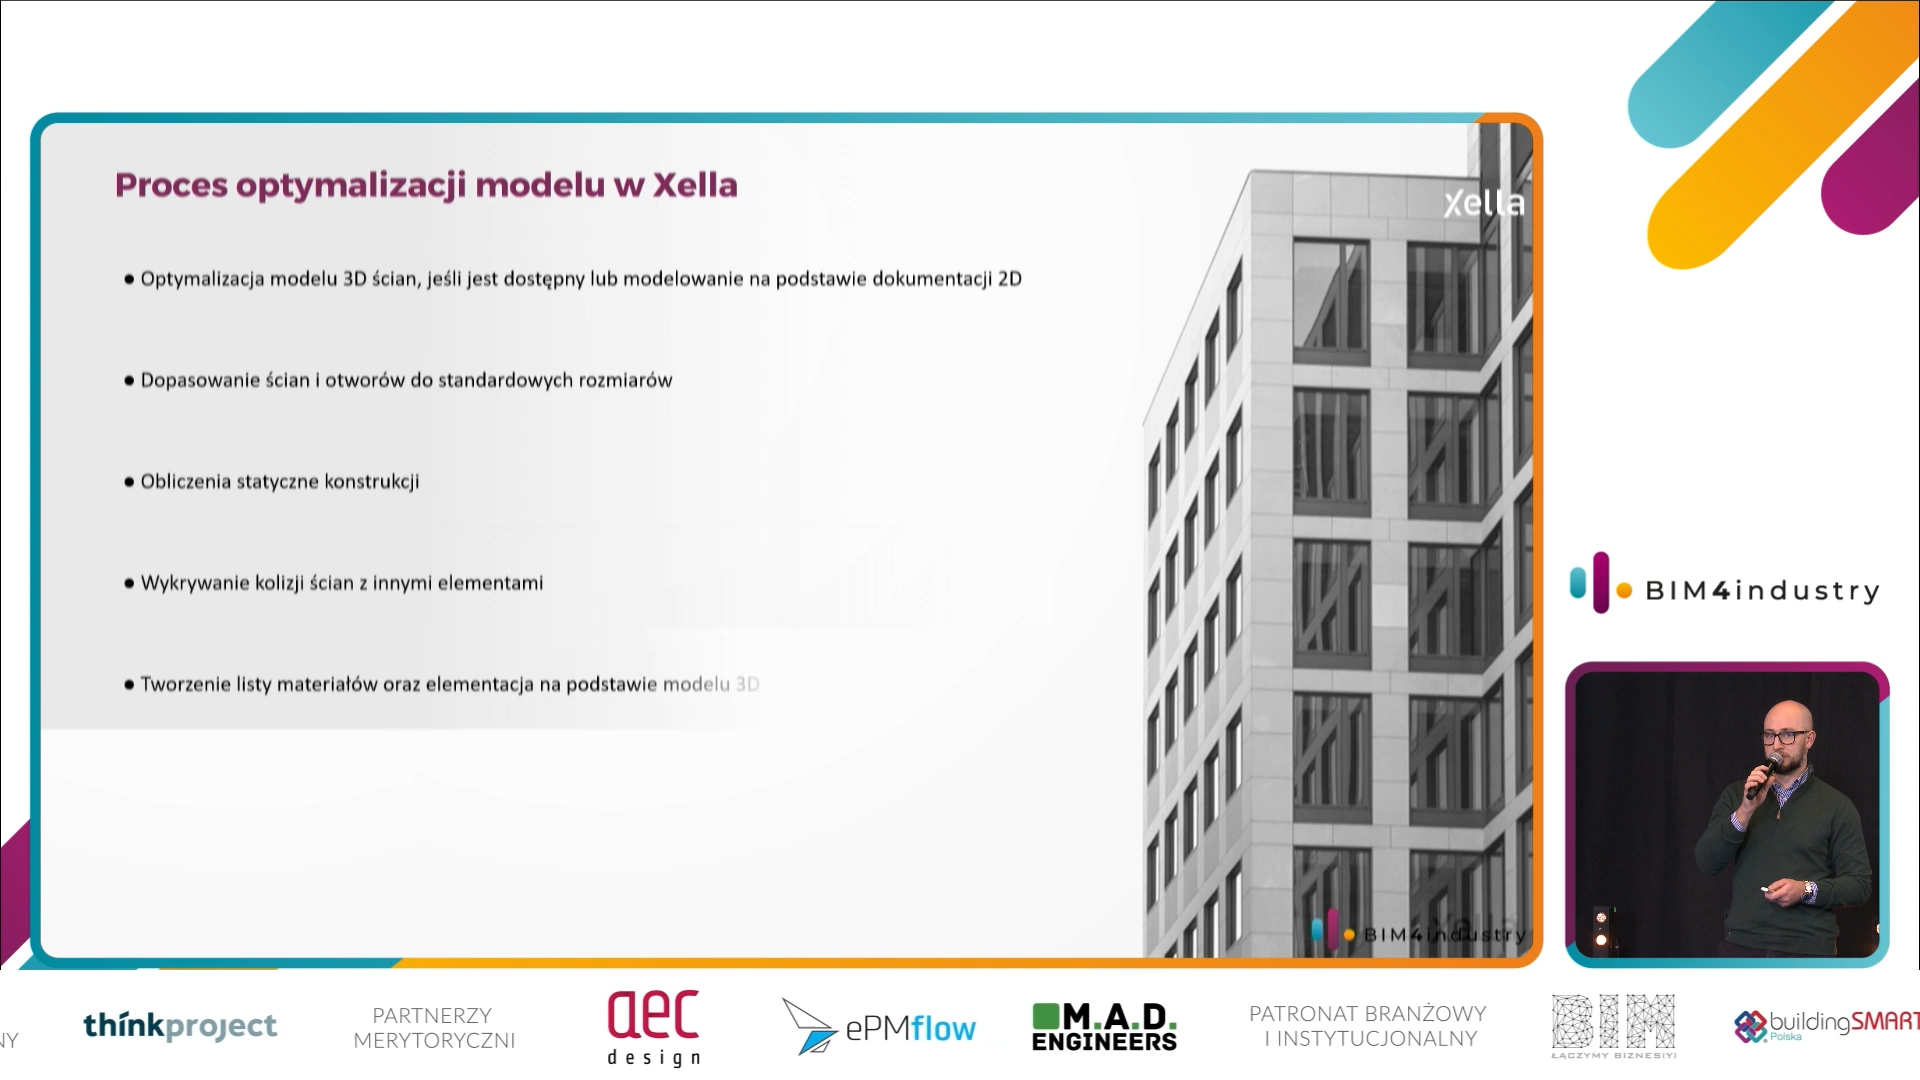 Proces optymalizacji modelu w Xella
xella
● Optymalizacja modelu 3D ścian, jeśli jest dostępny lub modelowanie na podstawie dokumentacji 2D
● Dopasowanie ścian i otworów do standardowych rozmiarów
● Obliczenia statyczne konstrukcji
● Wykrywanie kolizji ścian z innymi elementami
● Tworzenie listy materiałów oraz elementacja na podstawie modelu 3D
BIM4industry
xella
BIM4industry
NY
thinkproject
PARTNERZY
MERYTORYCZNI
aec
design
ePMflow
M.A.D.
ENGINEERS
PATRONAT BRANŻOWY
I INSTYTUCJONALNY
BIM
ŁĄCZYMY BIZNES(Y)
buildingSMART
Polska